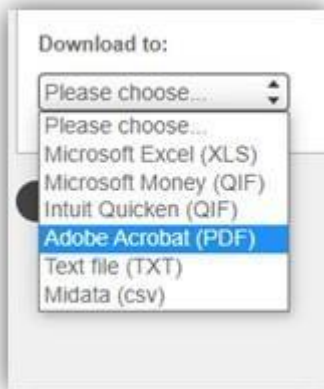 Download to:
Please choose...
Please choose...
Microsoft Excel (XLS)
Microsoft Money (QIF)
Intuit Quicken (QIF)
Adobe Acrobat (PDF)
Text file (TXT)
Midata (csv)